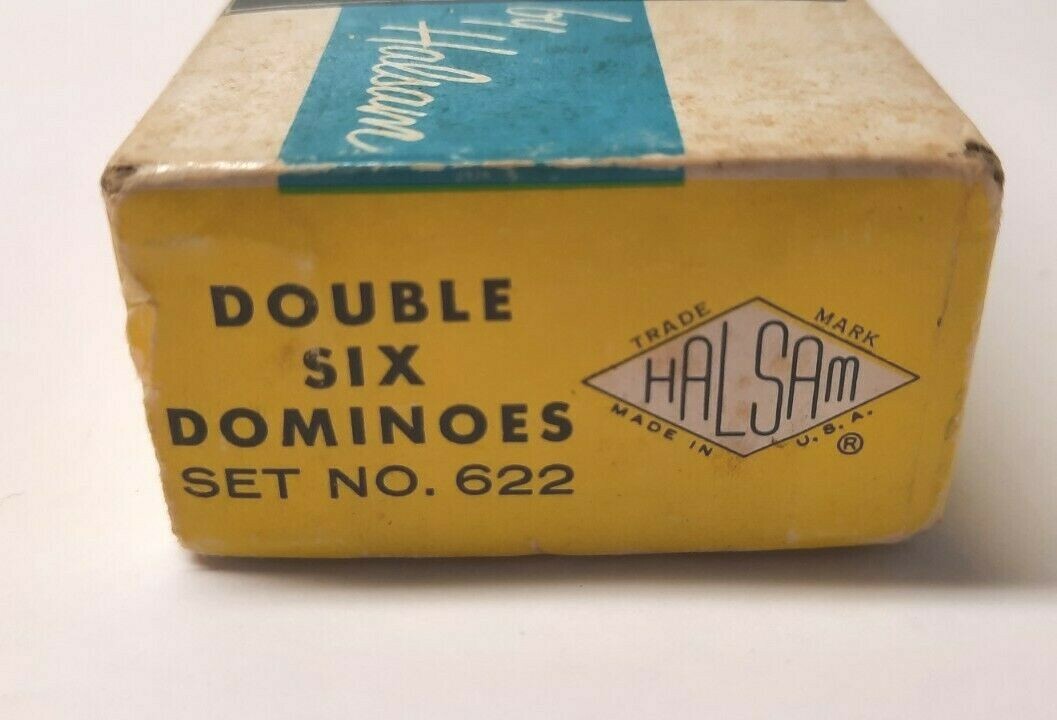 by Halsam
DOUBLE
SIX
DOMINOES
SET NO. 622
TRADE MARK
HALSAm
MADE IN U.S.A.
®